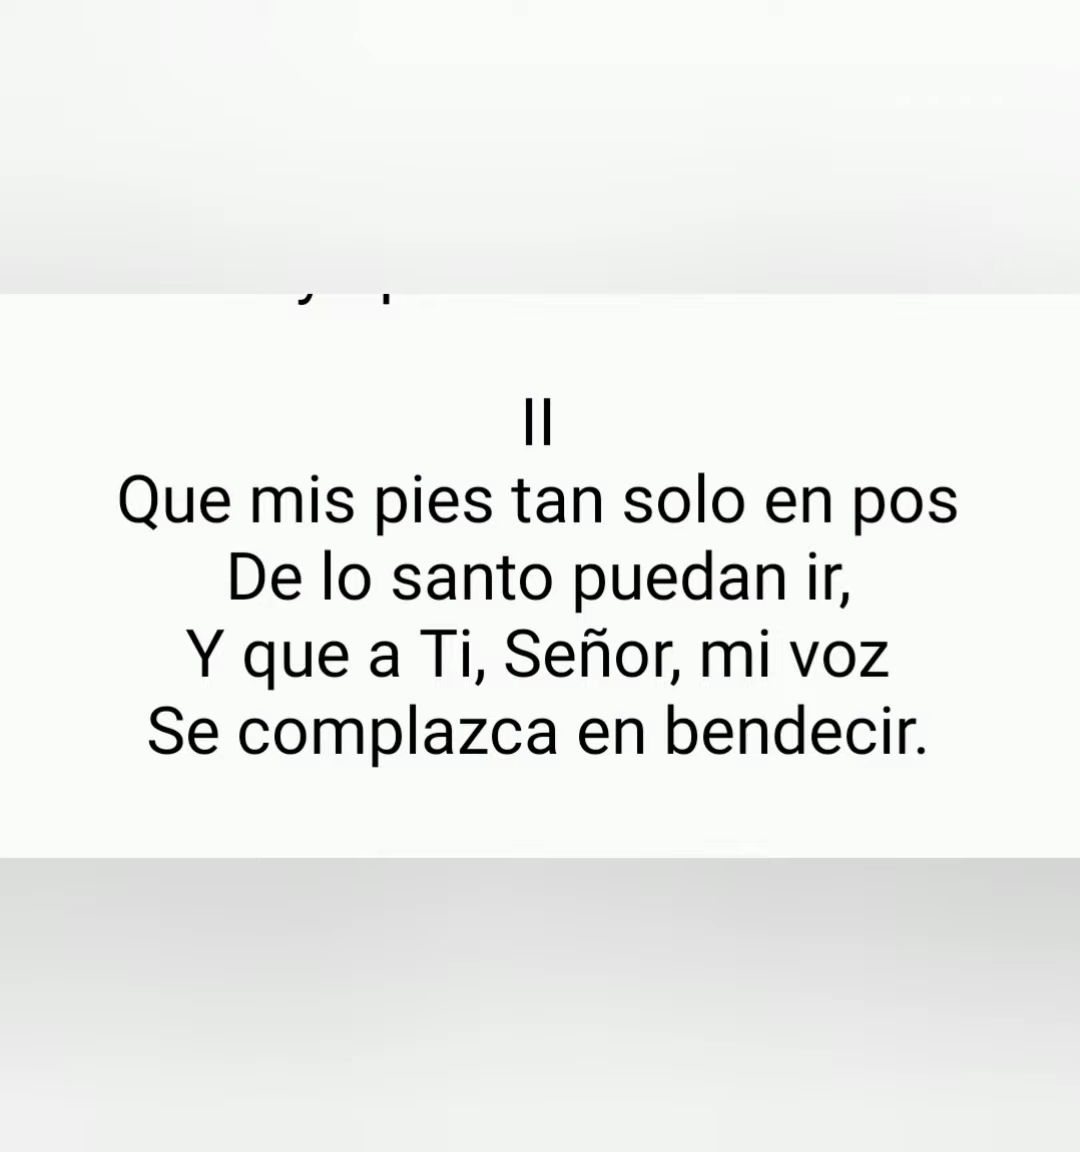 II
Que mis pies tan solo en pos
De lo santo puedan ir,
Y que a Ti, Señor, mi voz
Se complazca en bendecir.